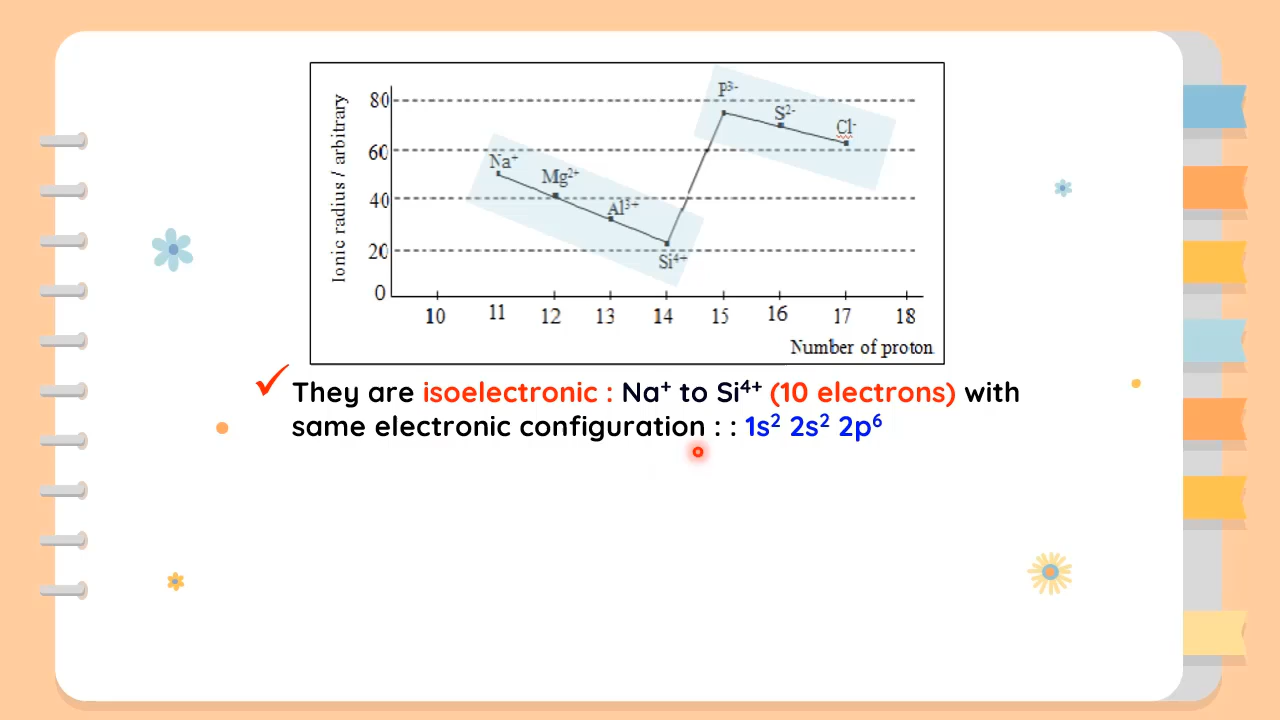 Ionic radius / arbitrary
80
60
40
20
0
Na⁺
Mg²⁺
Al³⁺
Si⁴⁺
P³⁻
S²⁻
Cl⁻
10 11 12 13 14 15 16 17 18
Number of proton
✓ They are isoelectronic : Na⁺ to Si⁴⁺ (10 electrons) with
same electronic configuration : : 1s² 2s² 2p⁶